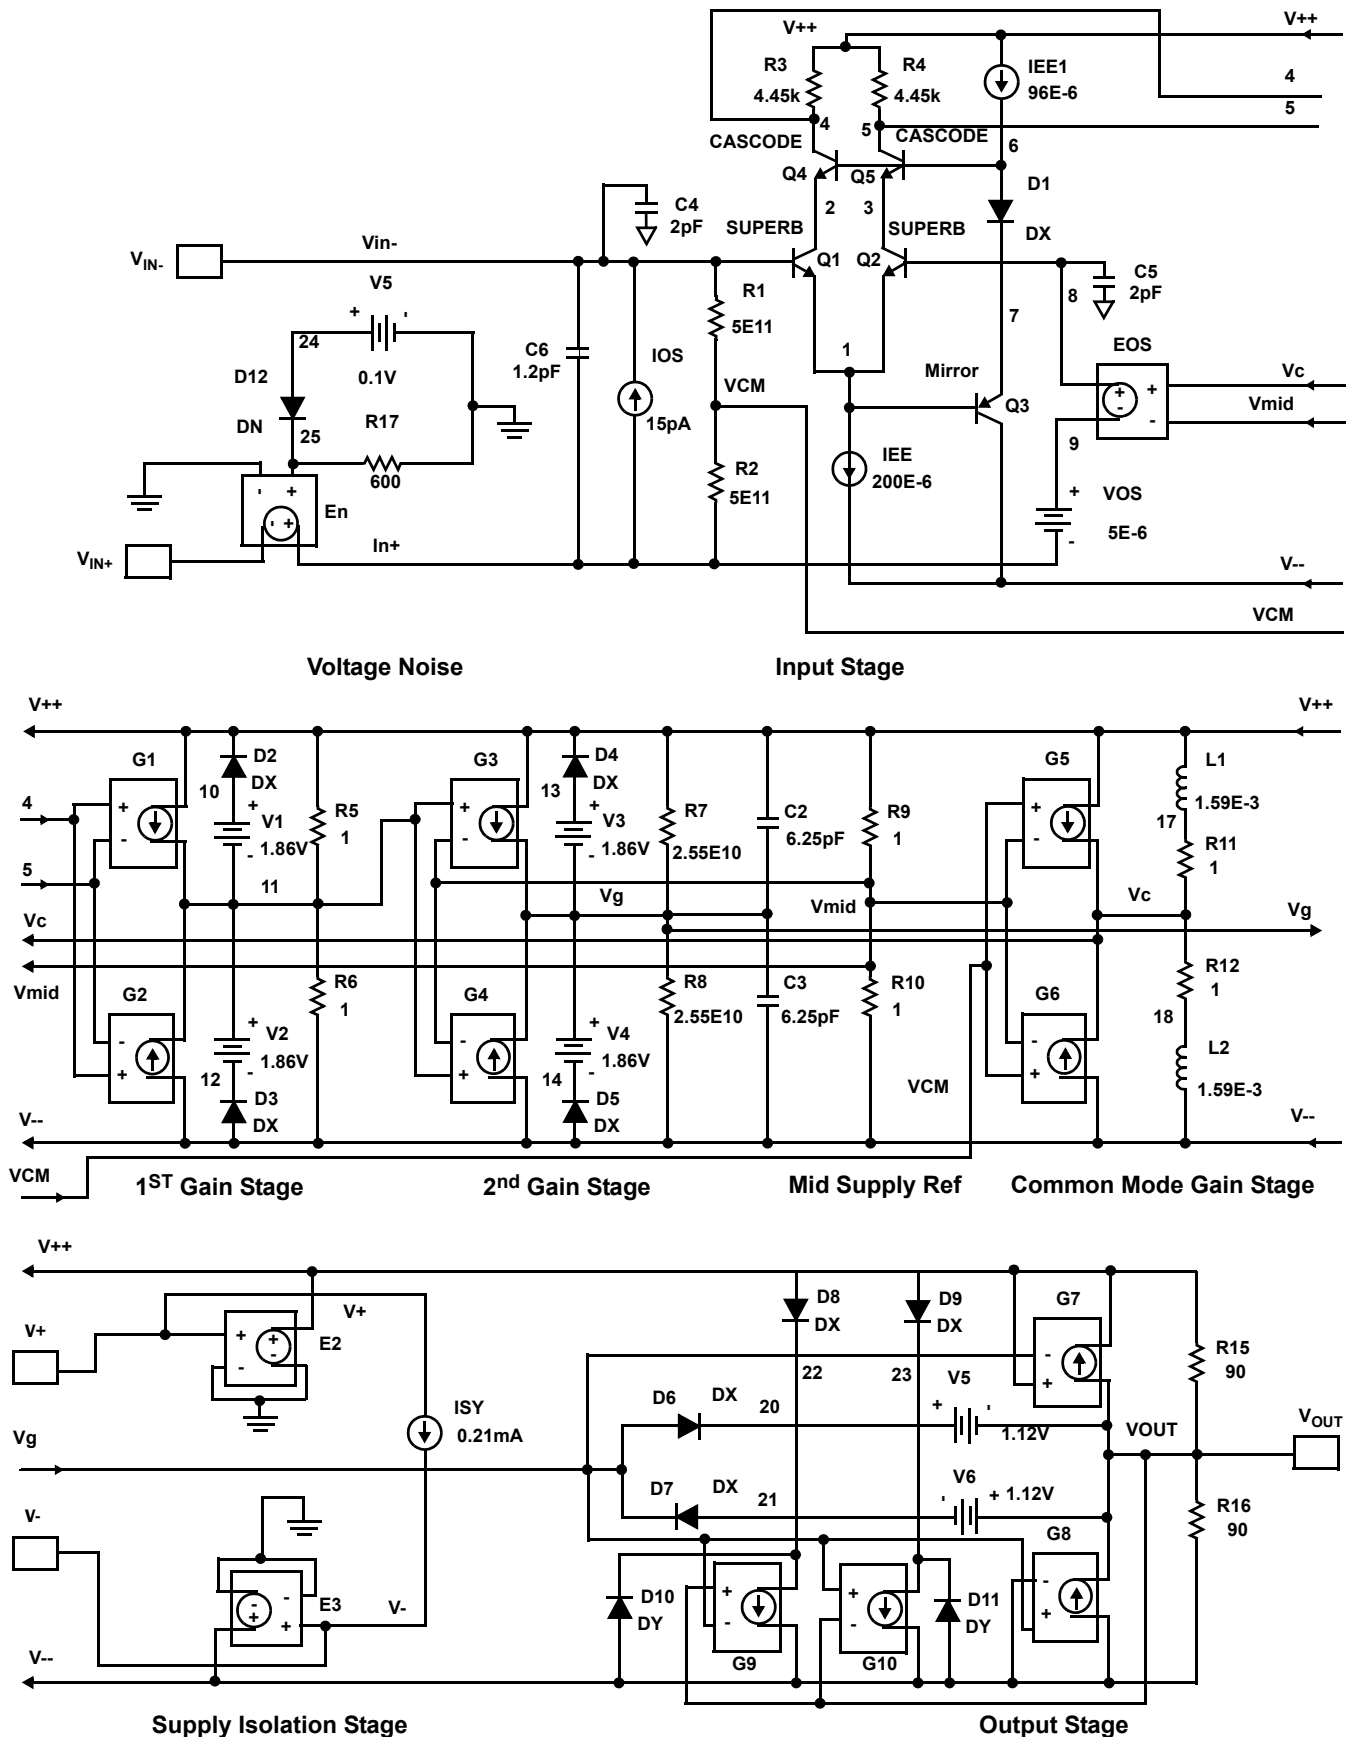 V++
V++
R3
4.45k
R4
4.45k
IEE1
96E-6
4
5
4
5
CASCODE
CASCODE
6
Q4
Q5
D1
DX
2
3
C4
2pF
SUPERB
SUPERB
Vin-
VIN-
Q1
Q2
C5
2pF
V5
+
-
24
0.1V
R1
5E11
8
7
EOS
1
C6
1.2pF
IOS
15pA
D12
DN
VCM
Mirror
Q3
+
-
+
-
Vc
Vmid
R17
600
25
9
R2
5E11
IEE
200E-6
-
+
En
-
+
+
VOS
5E-6
-
In+
VIN+
V--
VCM
Voltage Noise
Input Stage
V++
V++
G1
D2
DX
G3
D4
DX
G5
L1
1.59E-3
10
13
17
4
+
-
+
V1
1.86V
-
R5
1
+
-
+
V3
1.86V
-
R7
2.55E10
C2
6.25pF
R9
1
+
-
R11
1
5
11
Vg
Vmid
Vc
Vc
Vg
Vmid
G2
R6
1
G4
R8
2.55E10
C3
6.25pF
R10
1
G6
R12
1
18
-
+
+
V2
1.86V
-
-
+
+
V4
1.86V
-
-
+
L2
1.59E-3
12
D3
DX
14
D5
DX
VCM
V--
V--
VCM
1ST Gain Stage
2nd Gain Stage
Mid Supply Ref
Common Mode Gain Stage
V++
V+
V+
+
-
+
-
E2
D8
DX
D9
DX
G7
-
+
R15
90
22
23
D6
DX
20
V5
+
-
1.12V
ISY
0.21mA
Vg
VOUT
VOUT
D7
DX
21
V6
-
+ 1.12V
V-
R16
90
G8
-
+
-
+
E3
-
+
V-
D10
DY
+
-
G9
+
-
G10
D11
DY
V--
Supply Isolation Stage
Output Stage